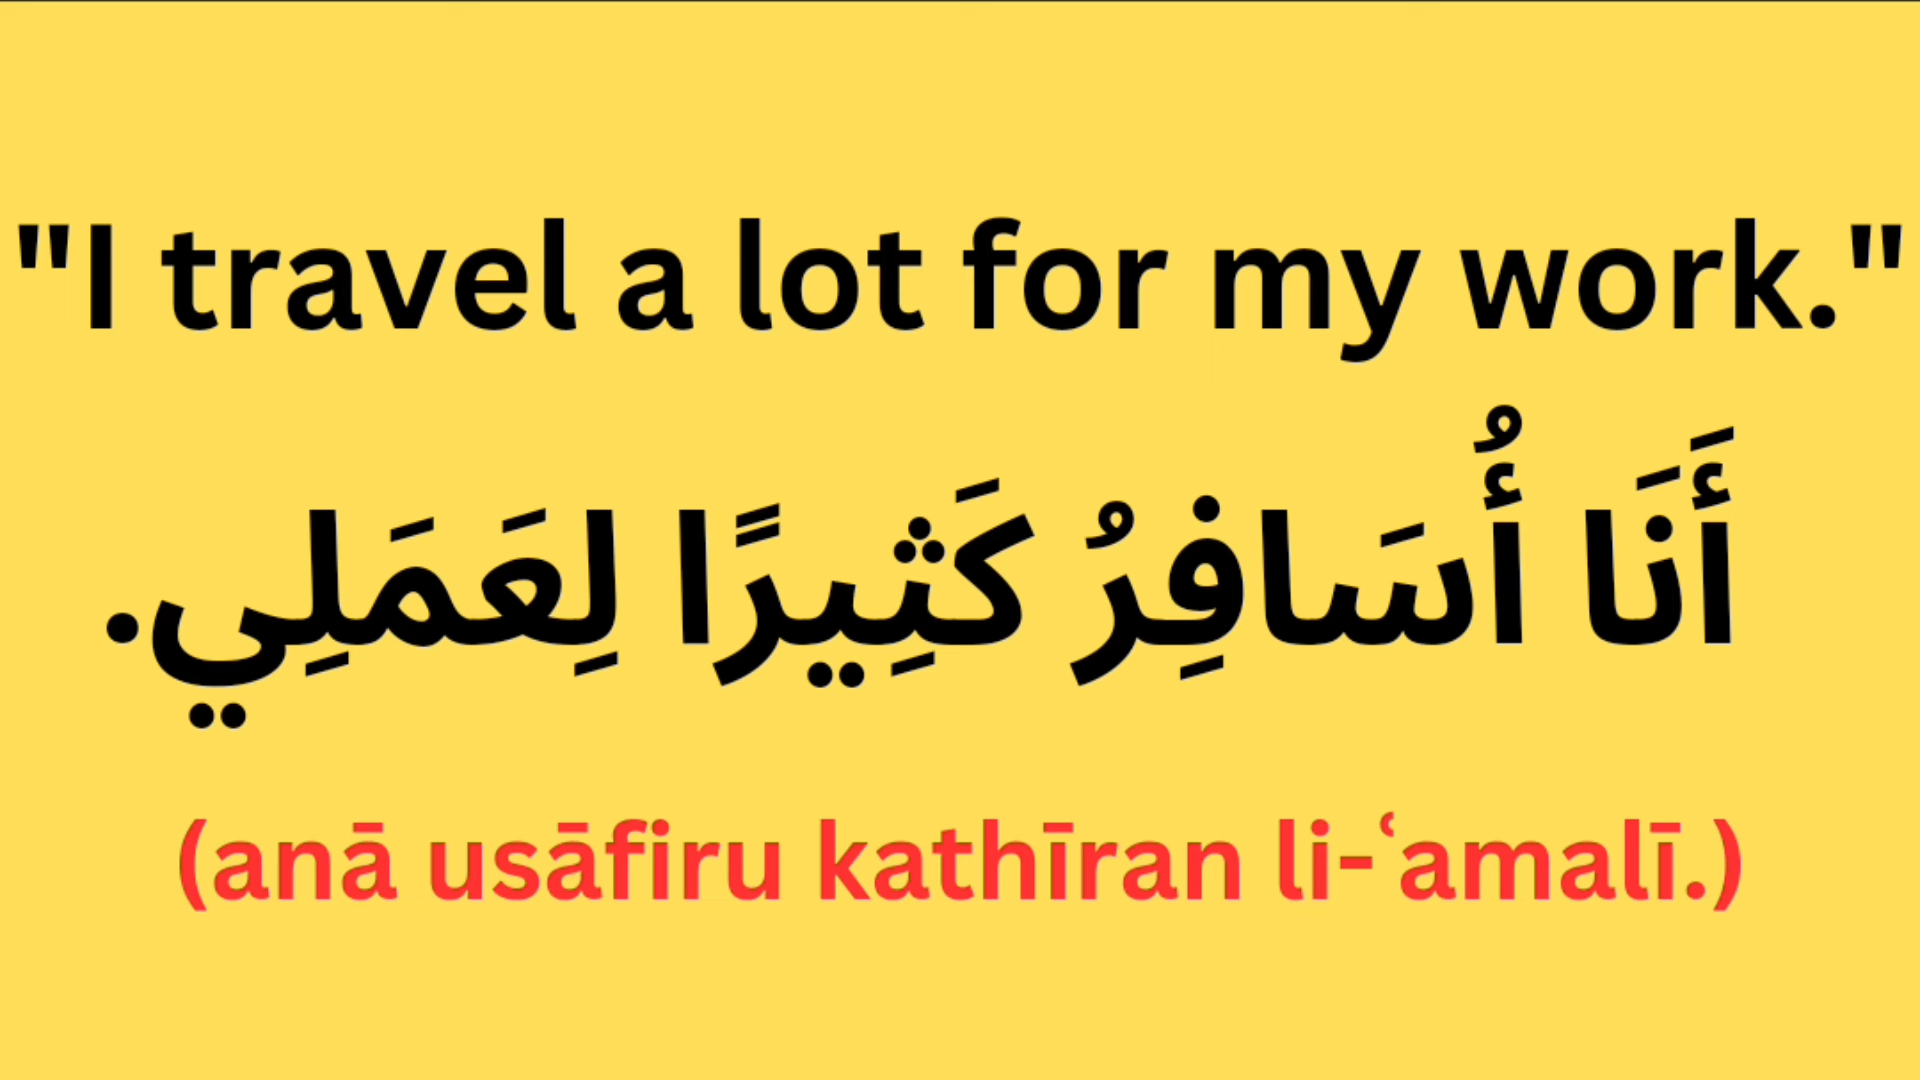 "I travel a lot for my work."
أَنَا أُسَافِرُ كَثِيرًا لِعَمَلِي.
(anā usāfiru kathīran li-ʿamalī.)